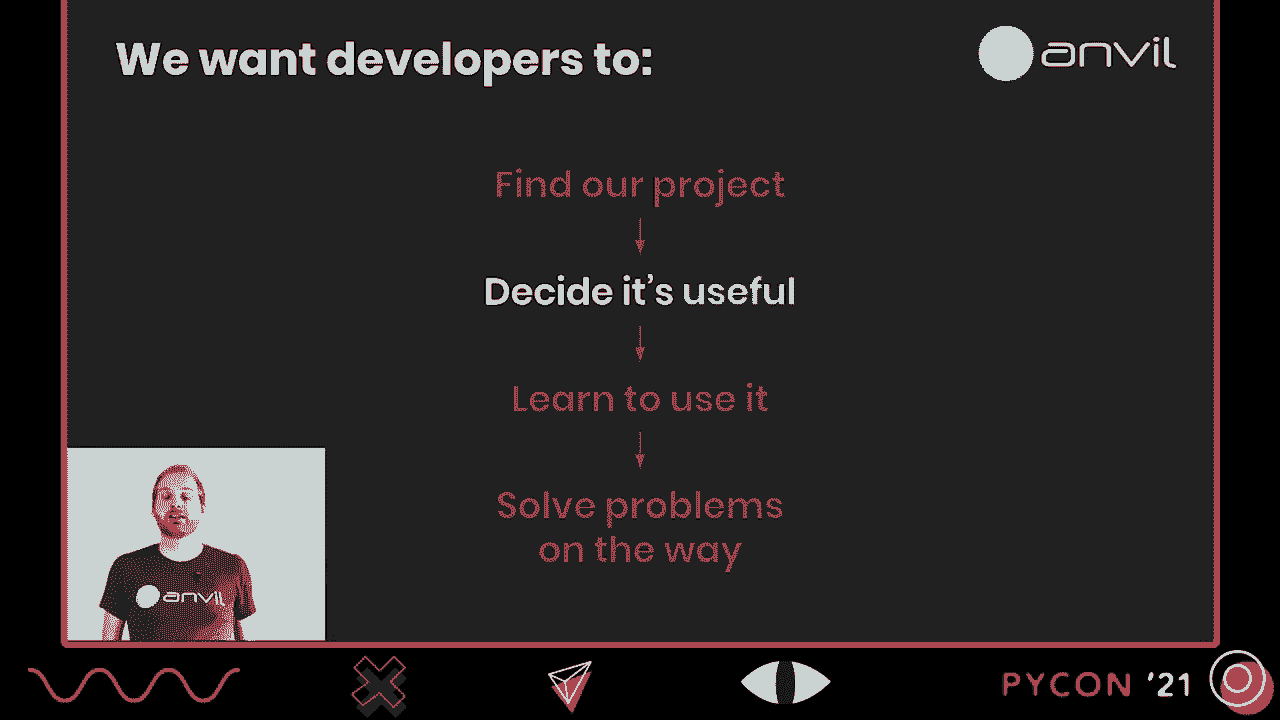 We want developers to:
anvil
Find our project
Decide it's useful
Learn to use it
Solve problems
on the way
anvil
PYCON '21